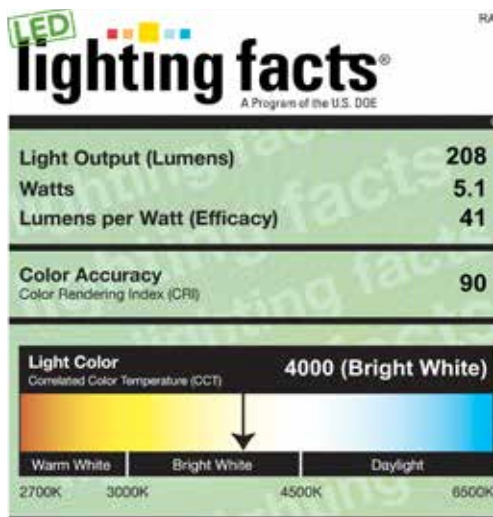 LED
RA
lighting facts®
A Program of the U.S. DOE
Light Output (Lumens) 208
Watts 5.1
Lumens per Watt (Efficacy) 41
Color Accuracy 90
Color Rendering Index (CRI)
Light Color 4000 (Bright White)
Correlated Color Temperature (CCT)
Warm White Bright White Daylight
2700K 3000K 4500K 6500K